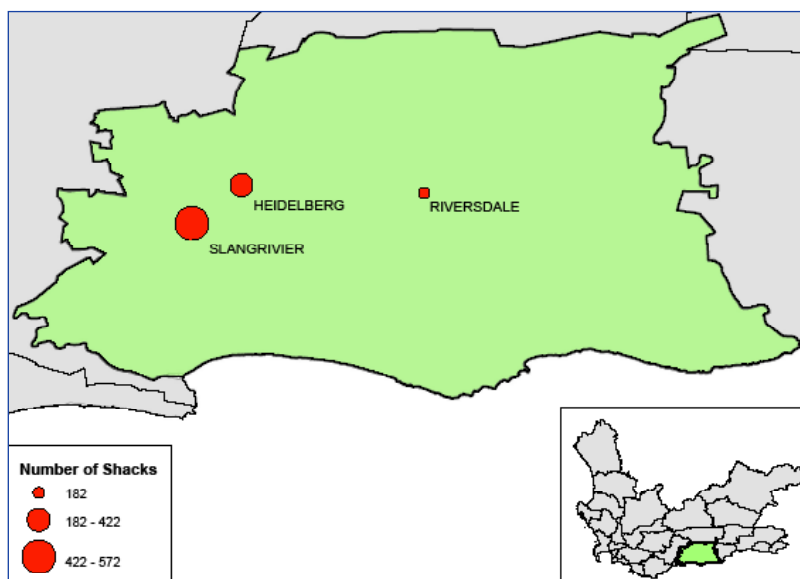 HEIDELBERG
RIVERSDALE
SLANGRIVIER
Number of Shacks
182
182 - 422
422 - 572